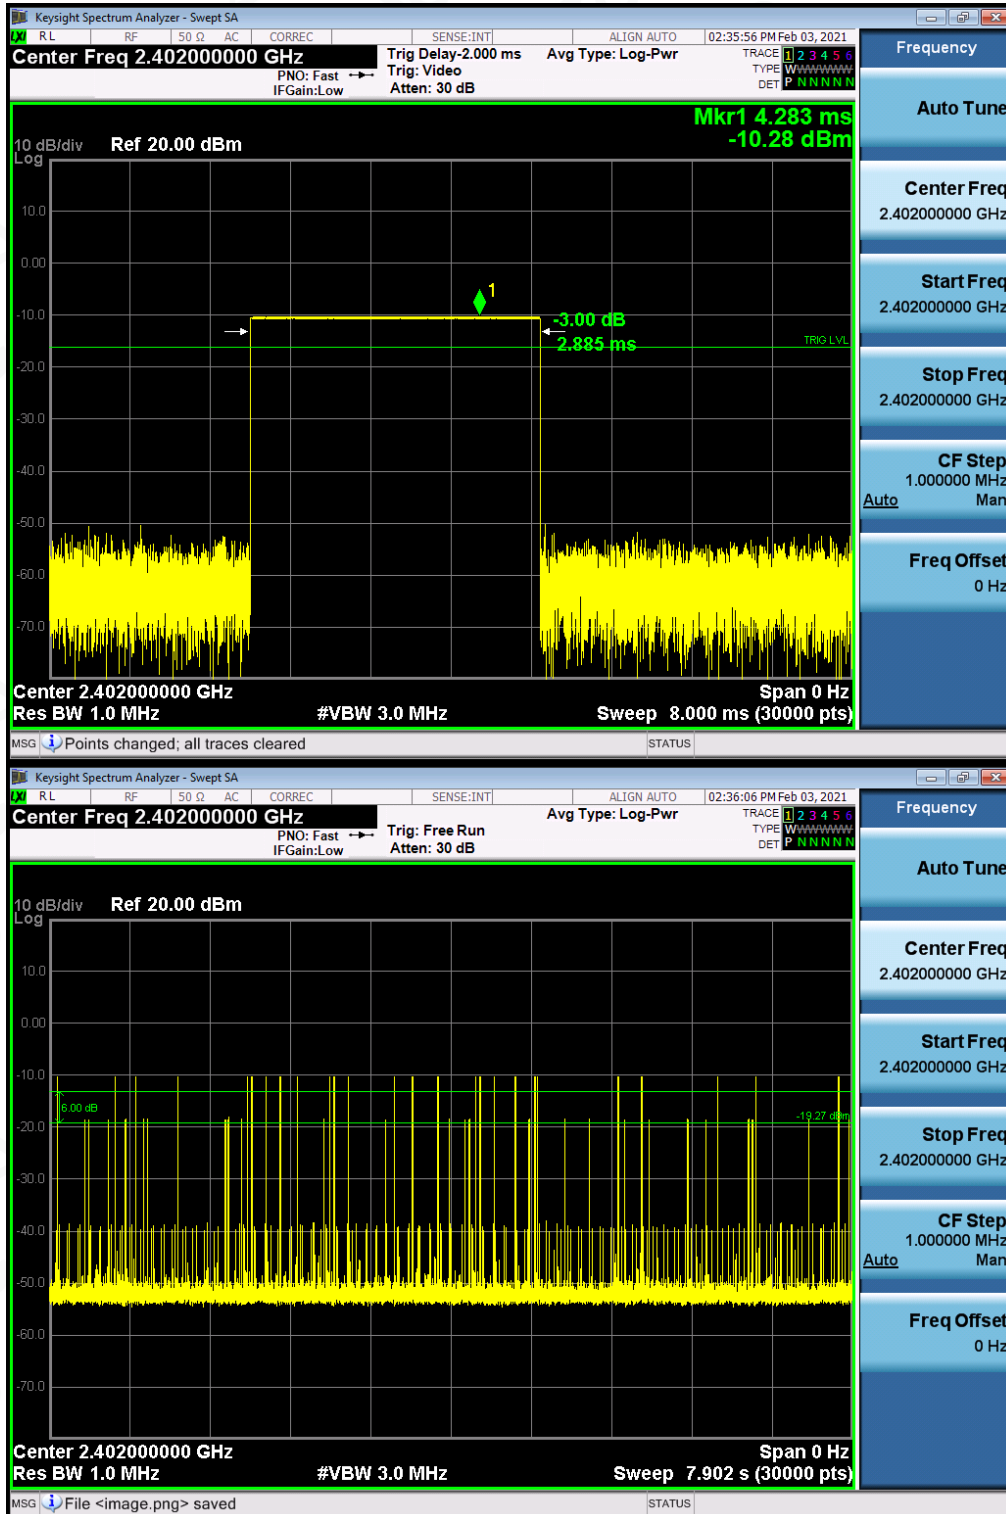 Keysight Spectrum Analyzer - Swept SA
LXI RL RF 50 Ω AC CORREC SENSE:INT ALIGN AUTO 02:35:56 PM Feb 03, 2021
Center Freq 2.402000000 GHz
PNO: Fast
IFGain:Low
Trig Delay-2.000 ms
Trig: Video
Atten: 30 dB
Avg Type: Log-Pwr
TRACE 1 2 3 4 5 6
TYPE WWWWWW
DET P N N N N N
Mkr1 4.283 ms
-10.28 dBm
10 dB/div Ref 20.00 dBm
Log
10.0
0.00
1
-10.0
-3.00 dB
2.885 ms
TRIG LVL
-20.0
-30.0
-40.0
-50.0
-60.0
-70.0
Center 2.402000000 GHz Span 0 Hz
Res BW 1.0 MHz #VBW 3.0 MHz Sweep 8.000 ms (30000 pts)
MSG Points changed; all traces cleared STATUS
Frequency
Auto Tune
Center Freq
2.402000000 GHz
Start Freq
2.402000000 GHz
Stop Freq
2.402000000 GHz
CF Step
1.000000 MHz
Auto Man
Freq Offset
0 Hz
Keysight Spectrum Analyzer - Swept SA
LXI RL RF 50 Ω AC CORREC SENSE:INT ALIGN AUTO 02:36:06 PM Feb 03, 2021
Center Freq 2.402000000 GHz
PNO: Fast
IFGain:Low
Trig: Free Run
Atten: 30 dB
Avg Type: Log-Pwr
TRACE 1 2 3 4 5 6
TYPE WWWWWW
DET P N N N N N
10 dB/div Ref 20.00 dBm
Log
10.0
0.00
-10.0
6.00 dB
-19.27 dBm
-20.0
-30.0
-40.0
-50.0
-60.0
-70.0
Center 2.402000000 GHz Span 0 Hz
Res BW 1.0 MHz #VBW 3.0 MHz Sweep 7.902 s (30000 pts)
MSG File <image.png> saved STATUS
Frequency
Auto Tune
Center Freq
2.402000000 GHz
Start Freq
2.402000000 GHz
Stop Freq
2.402000000 GHz
CF Step
1.000000 MHz
Auto Man
Freq Offset
0 Hz